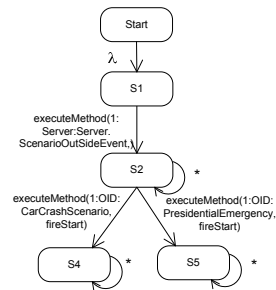 Start
λ
S1
executeMethod(1:
Server:Server.
ScenarioOutSideEvent,)
S2
*
executeMethod(1:OID:
CarCrashScenario,
fireStart)
executeMethod(1:OID:
PresidentialEmergency,
fireStart)
S4
*
S5
*